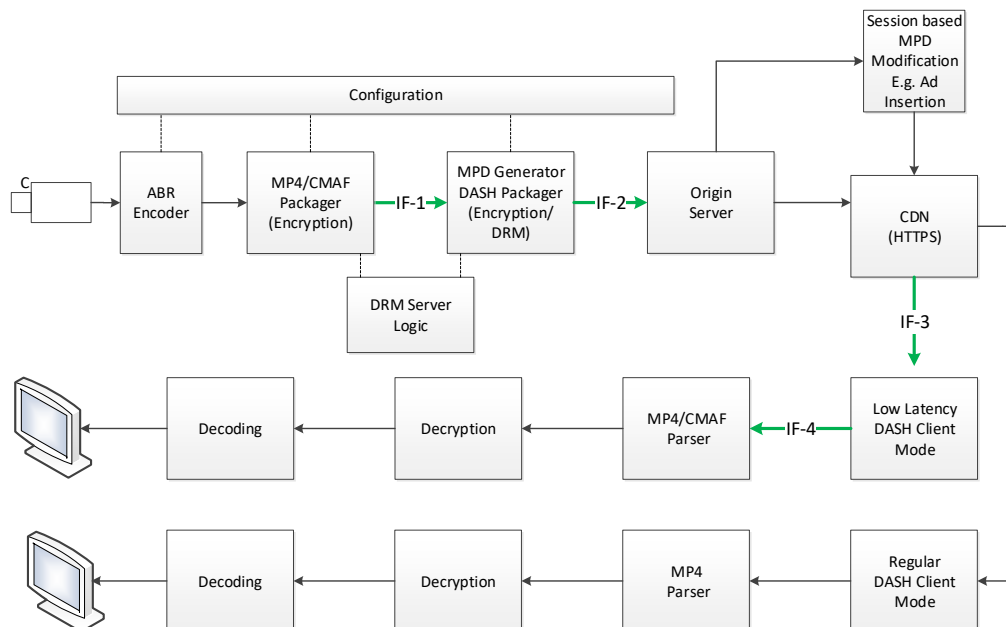 Session based
MPD
Modification
E.g. Ad
Insertion
Configuration
C
ABR
Encoder
MP4/CMAF
Packager
(Encryption)
IF-1
MPD Generator
DASH Packager
(Encryption/
DRM)
IF-2
Origin
Server
CDN
(HTTPS)
DRM Server
Logic
IF-3
Decoding
Decryption
MP4/CMAF
Parser
IF-4
Low Latency
DASH Client
Mode
Decoding
Decryption
MP4
Parser
Regular
DASH Client
Mode